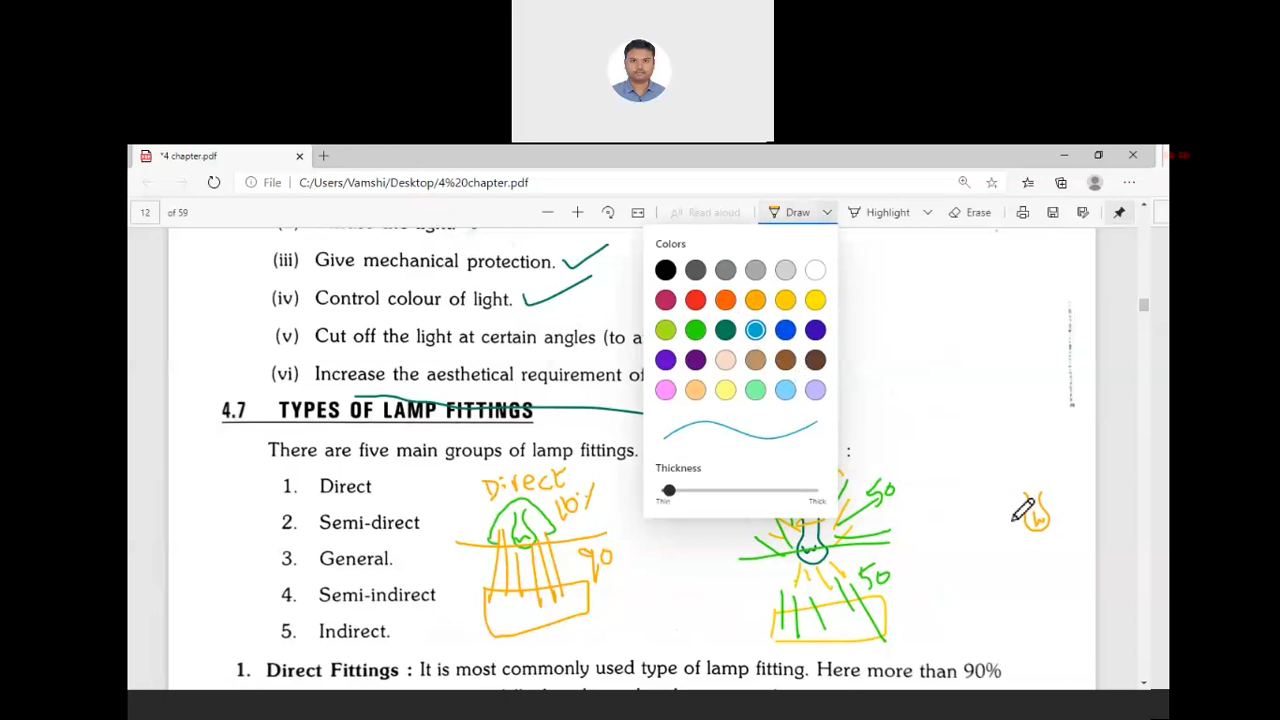 *4 chapter.pdf
File
C:/Users/Vamshi/Desktop/4%20chapter.pdf
12 of 59
Read aloud
Draw
Highlight
Erase
Colors
(iii) Give mechanical protection.
(iv) Control colour of light.
(v) Cut off the light at certain angles (to a
(vi) Increase the aesthetical requirement of
4.7 TYPES OF LAMP FITTINGS
Thickness
Thin
Thick
There are five main groups of lamp fittings. :
1. Direct
2. Semi-direct
3. General.
4. Semi-indirect
5. Indirect.
Direct
10%
90
50
50
1. Direct Fittings : It is most commonly used type of lamp fitting. Here more than 90%